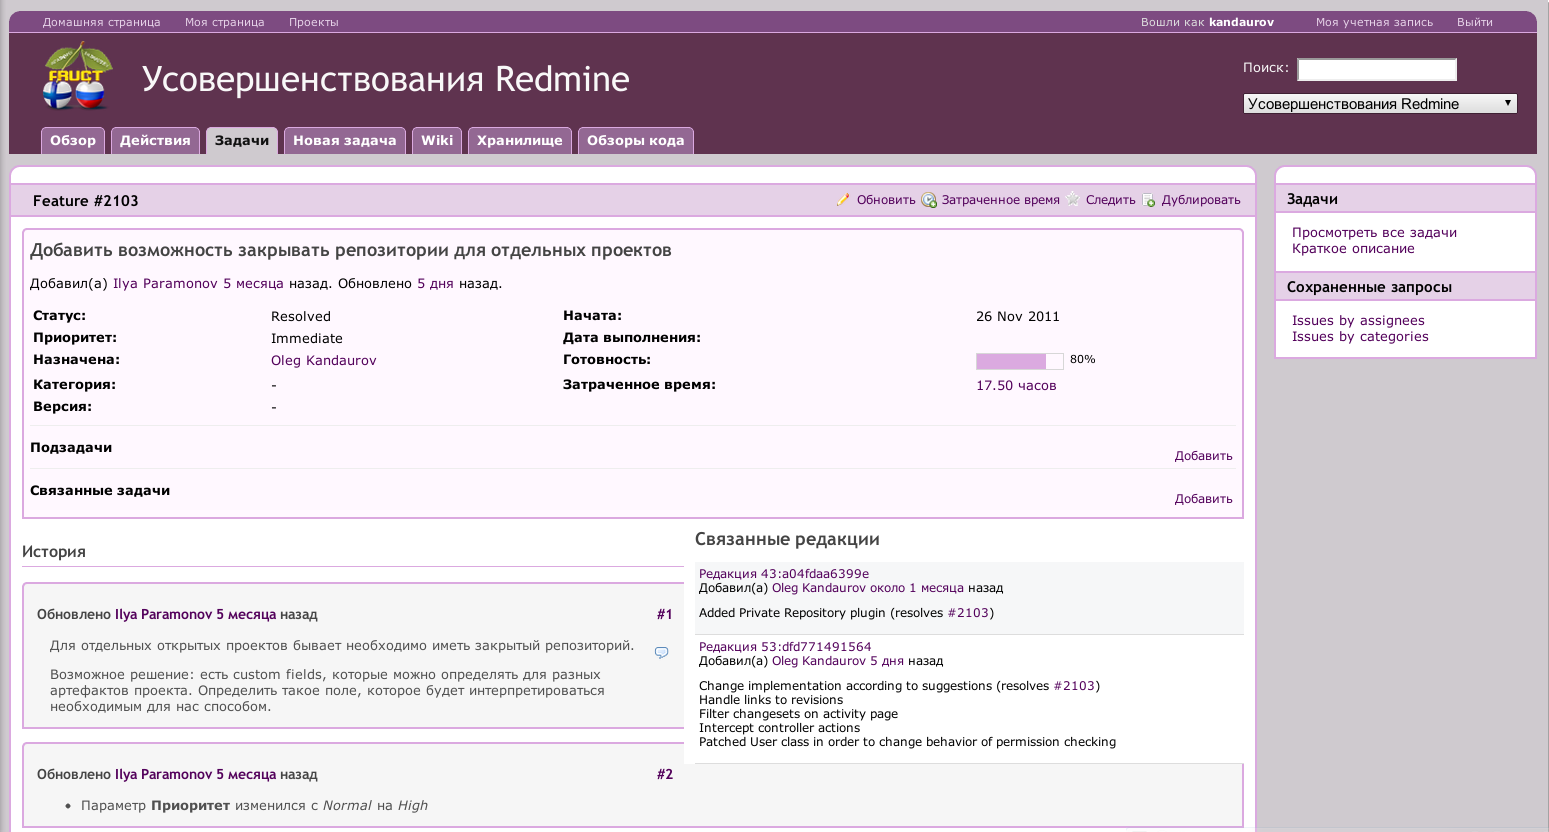 Домашняя страница Моя страница Проекты Вошли как kandaurov Моя учетная запись Выйти
FRUCT
Усовершенствования Redmine
Поиск:
Усовершенствования Redmine
Обзор Действия Задачи Новая задача Wiki Хранилище Обзоры кода
Feature #2103
Обновить Затраченное время Следить Дублировать
Добавить возможность закрывать репозитории для отдельных проектов
Добавил(а) Ilya Paramonov 5 месяца назад. Обновлено 5 дня назад.
Статус: Resolved Начата: 26 Nov 2011
Приоритет: Immediate Дата выполнения:
Назначена: Oleg Kandaurov Готовность: 80%
Категория: - Затраченное время: 17.50 часов
Версия: -
Подзадачи
Добавить
Связанные задачи
Добавить
История
Обновлено Ilya Paramonov 5 месяца назад #1
Для отдельных открытых проектов бывает необходимо иметь закрытый репозиторий.
Возможное решение: есть custom fields, которые можно определять для разных
артефактов проекта. Определить такое поле, которое будет интерпретироваться
необходимым для нас способом.
Обновлено Ilya Paramonov 5 месяца назад #2
Параметр Приоритет изменился с Normal на High
Связанные редакции
Редакция 43:a04fdaa6399e
Добавил(а) Oleg Kandaurov около 1 месяца назад
Added Private Repository plugin (resolves #2103)
Редакция 53:dfd771491564
Добавил(а) Oleg Kandaurov 5 дня назад
Change implementation according to suggestions (resolves #2103)
Handle links to revisions
Filter changesets on activity page
Intercept controller actions
Patched User class in order to change behavior of permission checking
Задачи
Просмотреть все задачи
Краткое описание
Сохраненные запросы
Issues by assignees
Issues by categories